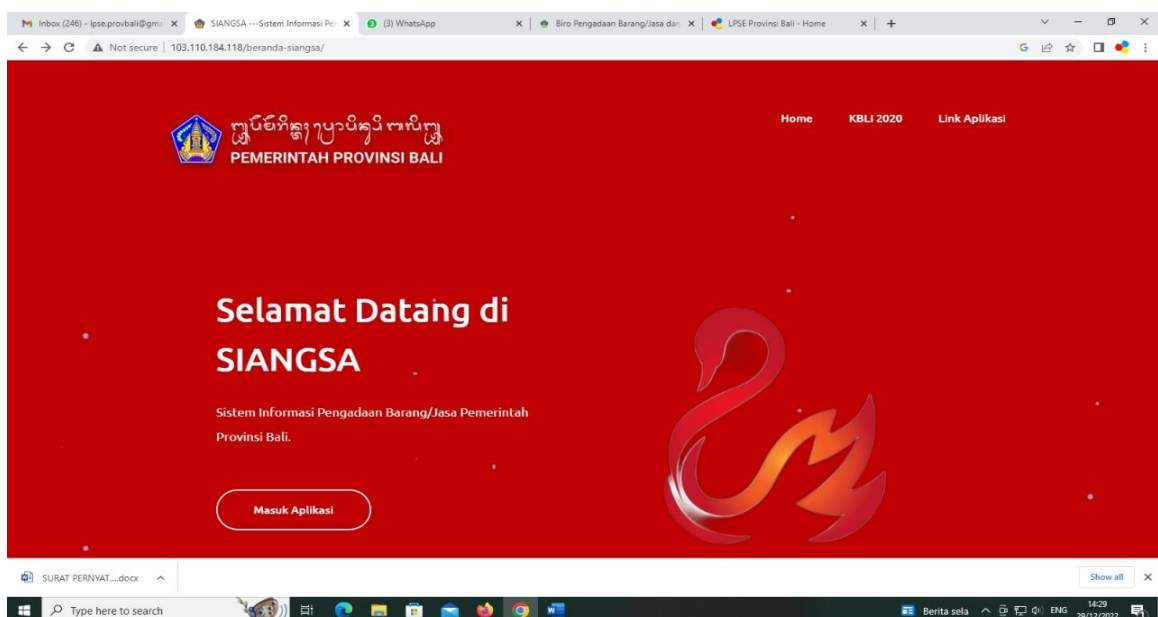 Inbox (246) - lpse.provbali@gma
SIANGSA ---Sistem Informasi Pe
(3) WhatsApp
Biro Pengadaan Barang/Jasa dan
LPSE Provinsi Bali - Home
Not secure
103.110.184.118/beranda-siangsa/
PEMERINTAH PROVINSI BALI
Home
KBLI 2020
Link Aplikasi
Selamat Datang di
SIANGSA
Sistem Informasi Pengadaan Barang/Jasa Pemerintah
Provinsi Bali.
Masuk Aplikasi
SURAT PERNYAT....docx
Show all
Type here to search
Berita sela
ENG
14:29
29/12/2022